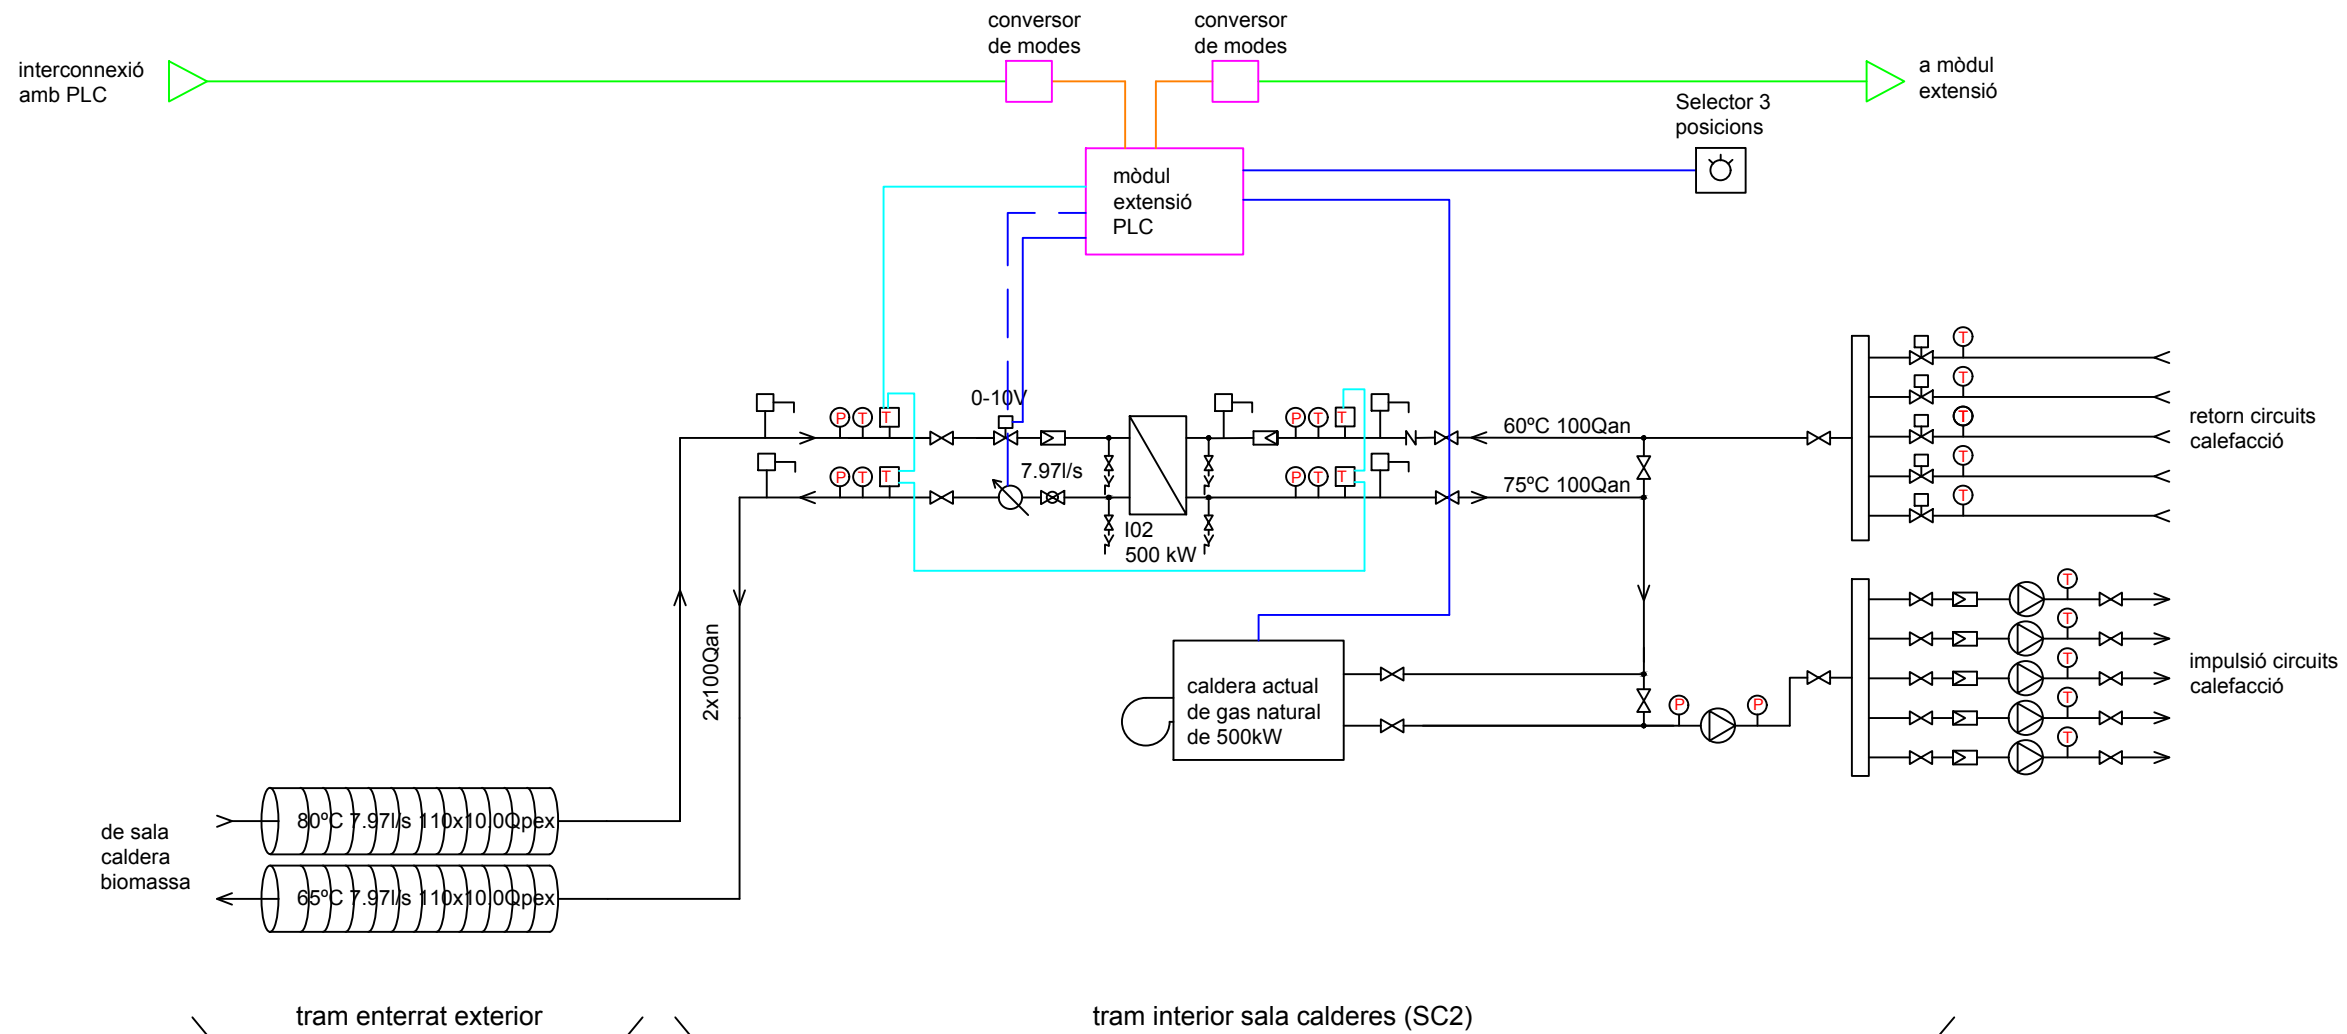 conversor
de modes
conversor
de modes
interconnexió
amb PLC
a mòdul
extensió
Selector 3
posicions
mòdul
extensió
PLC
T
T
T
T
T
0-10V
P T T
P T T
60ºC 100Qan
retorn circuits
calefacció
7.97l/s
P T T
P T T
75ºC 100Qan
I02
500 kW
2x100Qan
T
T
T
T
T
impulsió circuits
calefacció
caldera actual
de gas natural
de 500kW
P
P
de sala
caldera
biomassa
80ºC 7.97l/s 110x10.0Qpex
65ºC 7.97l/s 110x10.0Qpex
tram enterrat exterior
tram interior sala calderes (SC2)